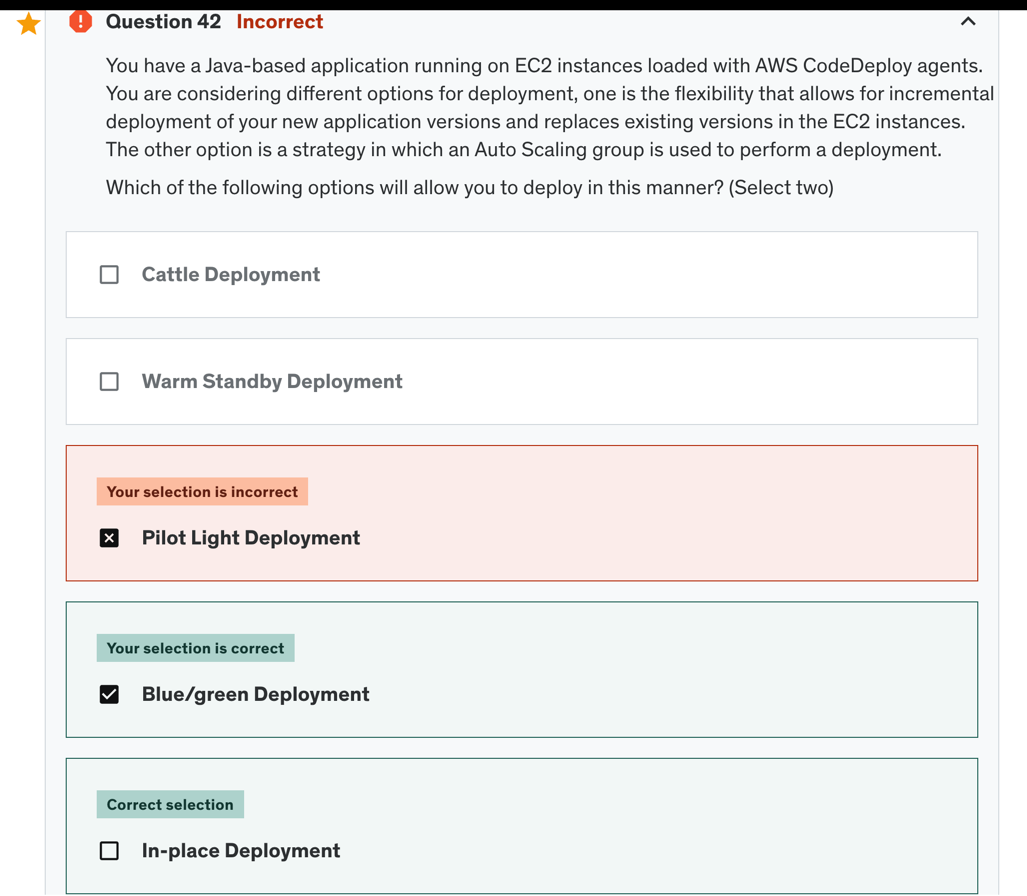 Question 42 Incorrect
You have a Java-based application running on EC2 instances loaded with AWS CodeDeploy agents.
You are considering different options for deployment, one is the flexibility that allows for incremental
deployment of your new application versions and replaces existing versions in the EC2 instances.
The other option is a strategy in which an Auto Scaling group is used to perform a deployment.
Which of the following options will allow you to deploy in this manner? (Select two)
Cattle Deployment
Warm Standby Deployment
Your selection is incorrect
Pilot Light Deployment
Your selection is correct
Blue/green Deployment
Correct selection
In-place Deployment